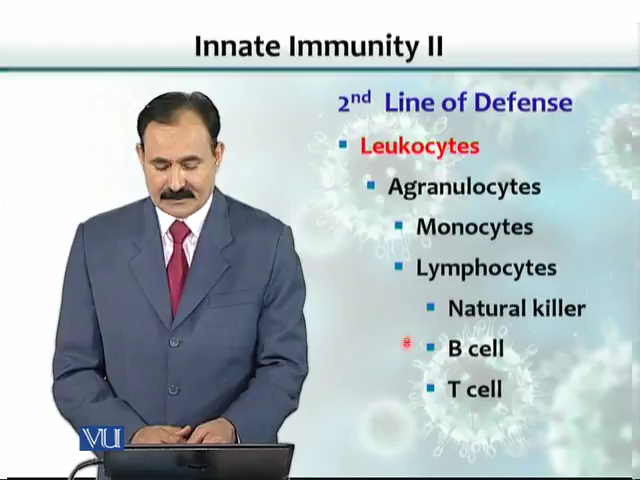 Innate Immunity II
2nd Line of Defense
Leukocytes
Agranulocytes
Monocytes
Lymphocytes
Natural killer
B cell
T cell
VU